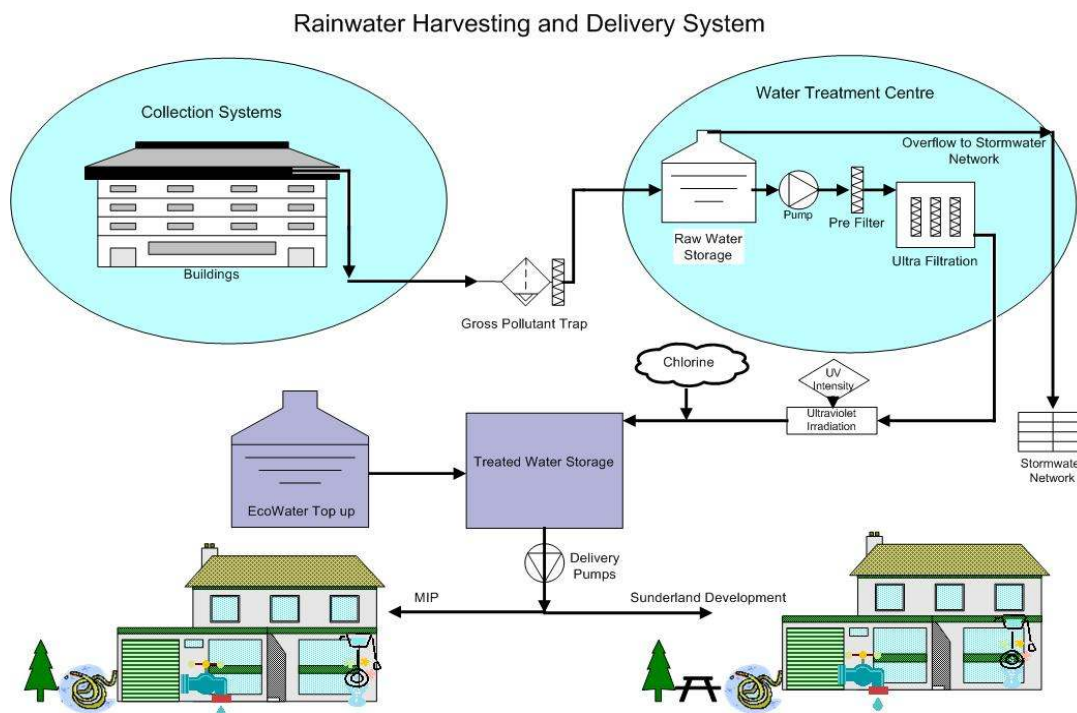 Rainwater Harvesting and Delivery System
Collection Systems
Buildings
Gross Pollutant Trap
Water Treatment Centre
Overflow to Stormwater
Network
Raw Water
Storage
Pump
Pre Filter
Ultra Filtration
Chlorine
UV
Intensity
Ultraviolet
Irradiation
Stormwate
Network
EcoWater Top up
Treated Water Storage
Delivery
Pumps
MIP
Sunderland Development